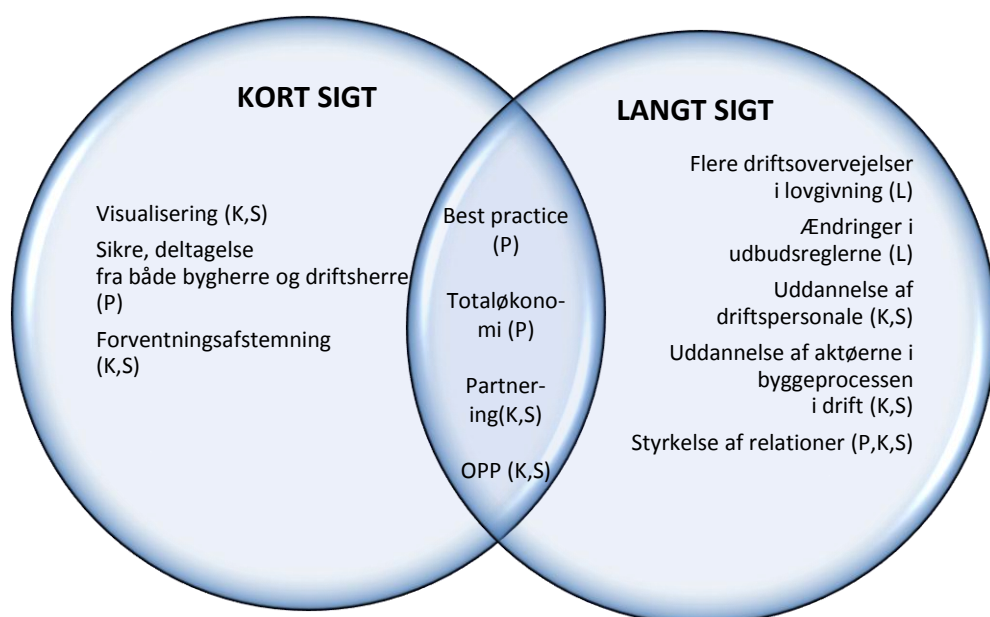 KORT SIGT
Visualisering (K,S)
Sikre, deltagelse
fra både bygherre og driftsherre
(P)
Forventningsafstemning
(K,S)
Best practice
(P)
Totaløkono-
mi (P)
Partner-
ing(K,S)
OPP (K,S)
LANGT SIGT
Flere driftsovervejelser
i lovgivning (L)
Ændringer i
udbudsreglerne (L)
Uddannelse af
driftspersonale (K,S)
Uddannelse af aktøerne i
byggeprocessen
i drift (K,S)
Styrkelse af relationer (P,K,S)